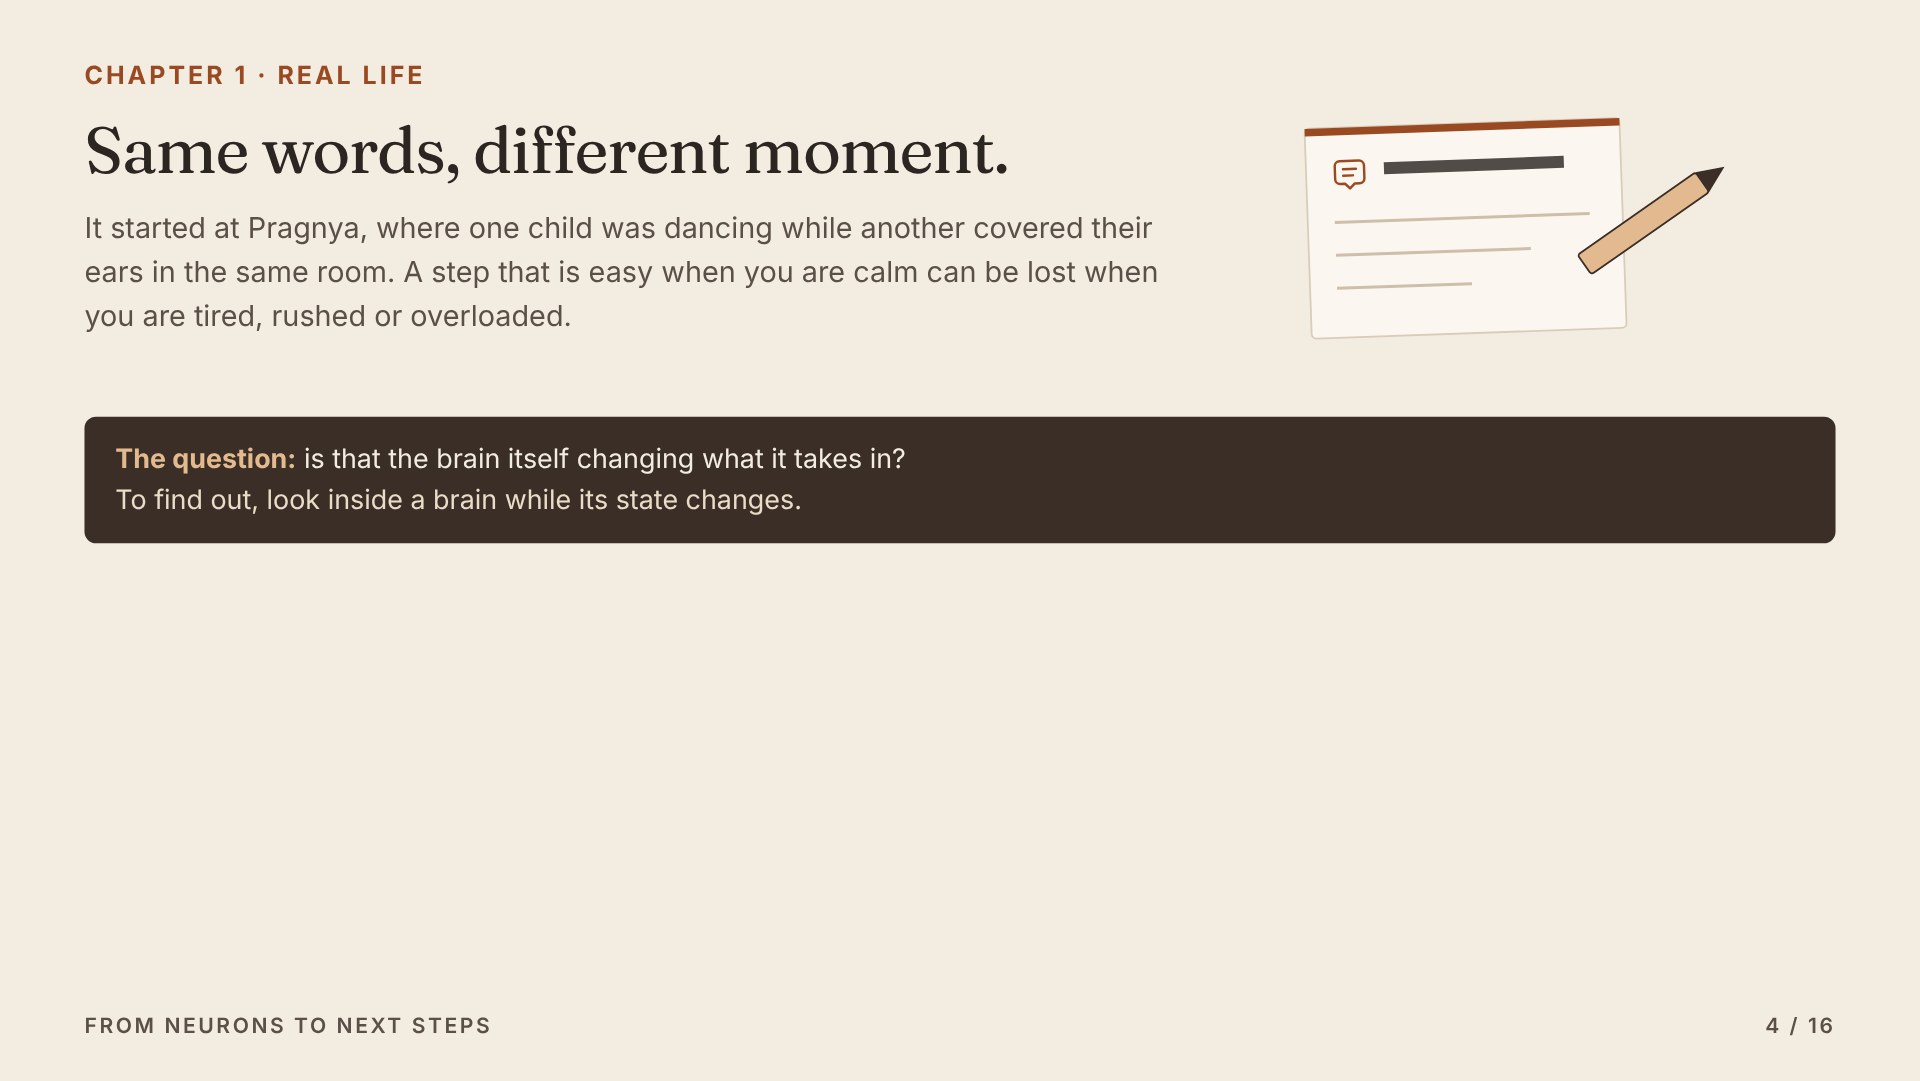 CHAPTER 1 · REAL LIFE
Same words, different moment.
It started at Pragnya, where one child was dancing while another covered their
ears in the same room. A step that is easy when you are calm can be lost when
you are tired, rushed or overloaded.
The question: is that the brain itself changing what it takes in?
To find out, look inside a brain while its state changes.
FROM NEURONS TO NEXT STEPS
4 / 16